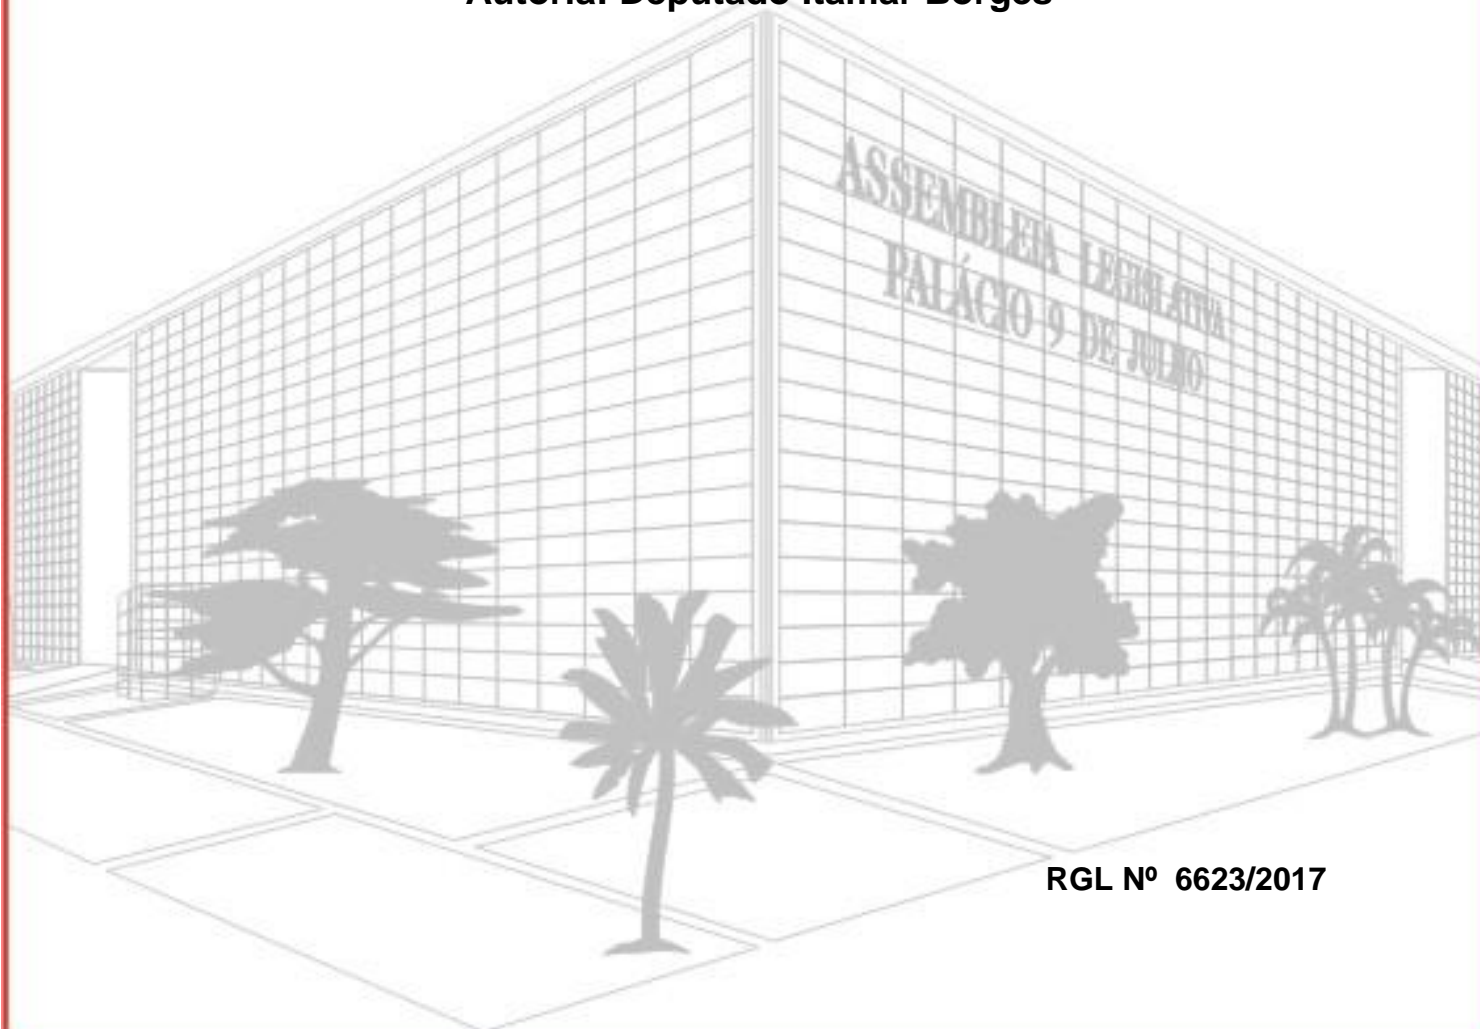 Autoria: Deputado Itamar Borges
ASSEMBLEIA LEGISLATIVA
PALÁCIO 9 DE JULHO
RGL Nº 6623/2017